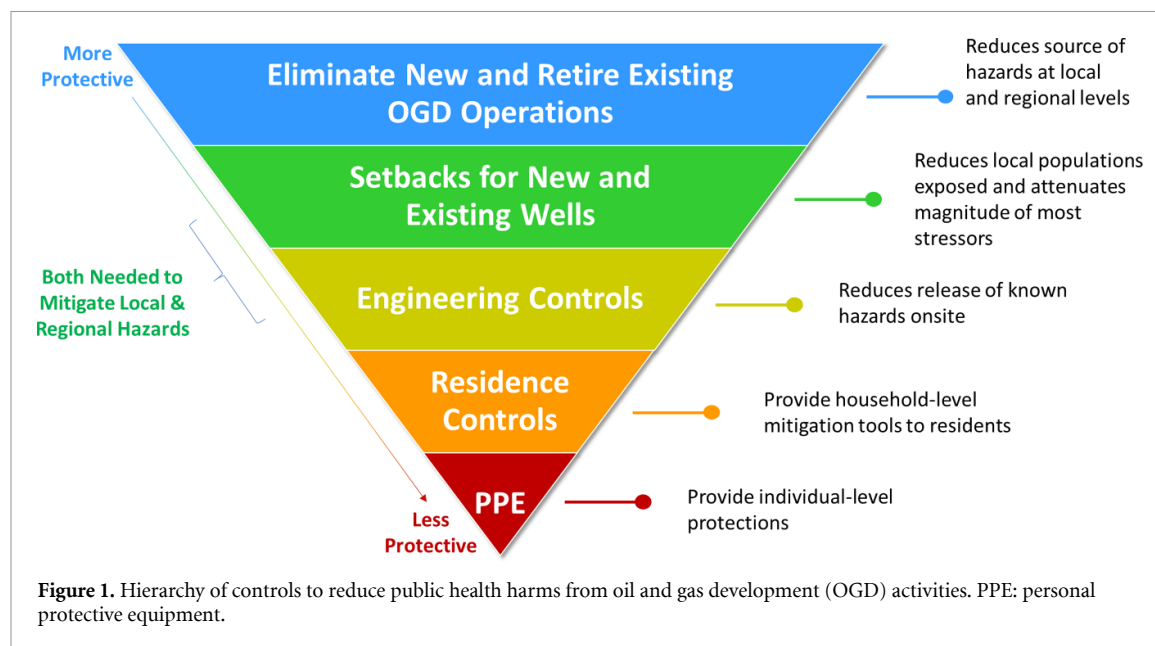 More
Protective
Eliminate New and Retire Existing
OGD Operations
Reduces source of
hazards at local
and regional levels
Setbacks for New and
Existing Wells
Reduces local populations
exposed and attenuates
magnitude of most
stressors
Both Needed to
Mitigate Local &
Regional Hazards
Engineering Controls
Reduces release of known
hazards onsite
Residence
Controls
Provide household-level
mitigation tools to residents
PPE
Provide individual-level
protections
Less
Protective
Figure 1. Hierarchy of controls to reduce public health harms from oil and gas development (OGD) activities. PPE: personal
protective equipment.